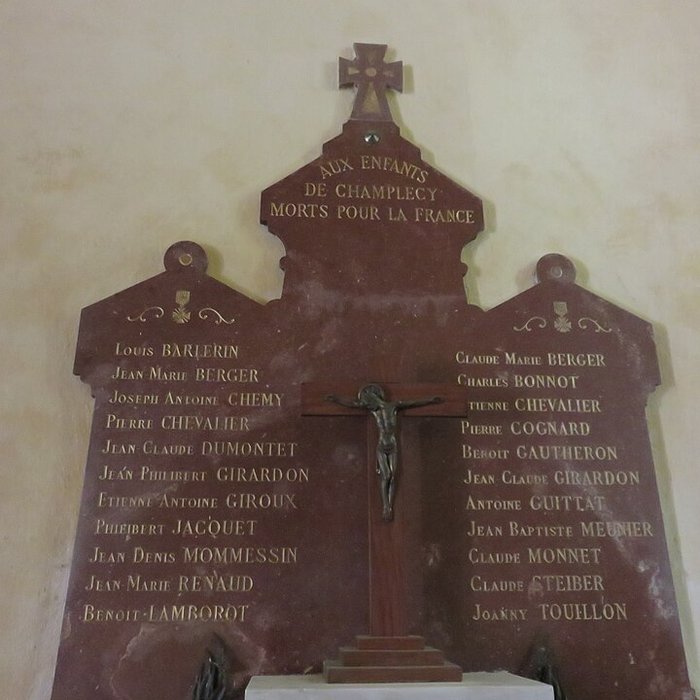 AUX ENFANTS
DE CHAMPLECY
MORTS POUR LA FRANCE
LOUIS BARLERIN
JEAN-MARIE BERGER
JOSEPH ANTOINE CHEMY
PIERRE CHEVALIER
JEAN CLAUDE DUMONTET
JEAN PHILIBERT GIRARDON
ETIENNE ANTOINE GIROUX
PHILIBERT JACQUET
JEAN DENIS MOMMESSIN
JEAN-MARIE RENAUD
BENOIT LAMBOROT
CLAUDE MARIE BERGER
CHARLES BONNOT
ETIENNE CHEVALIER
PIERRE COGNARD
BENOIT GAUTHERON
JEAN CLAUDE GIRARDON
ANTOINE GUITTAT
JEAN BAPTISTE MEUNIER
CLAUDE MONNET
CLAUDE STEIBER
JOANNY TOUILLON